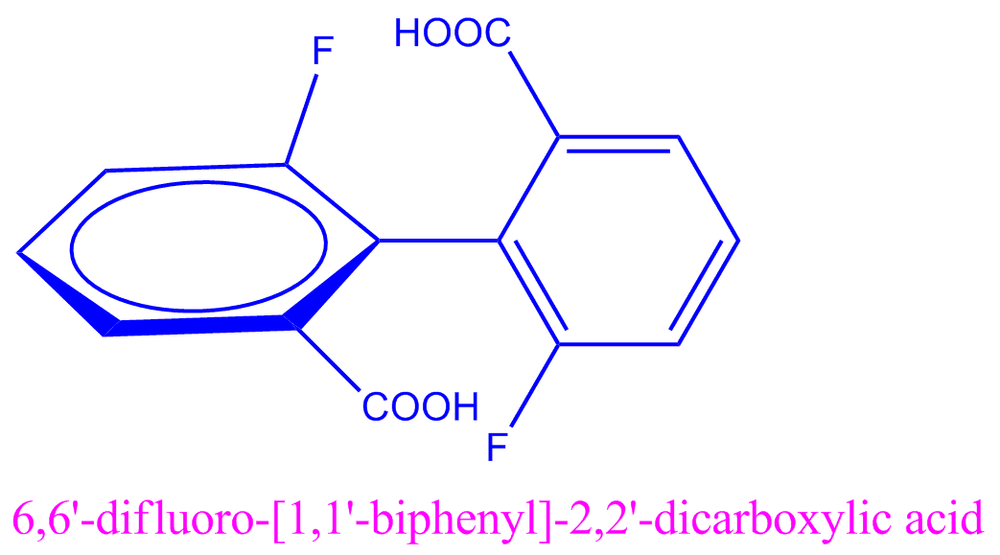 F
HOOC
COOH
F
6,6'-difluoro-[1,1'-biphenyl]-2,2'-dicarboxylic acid